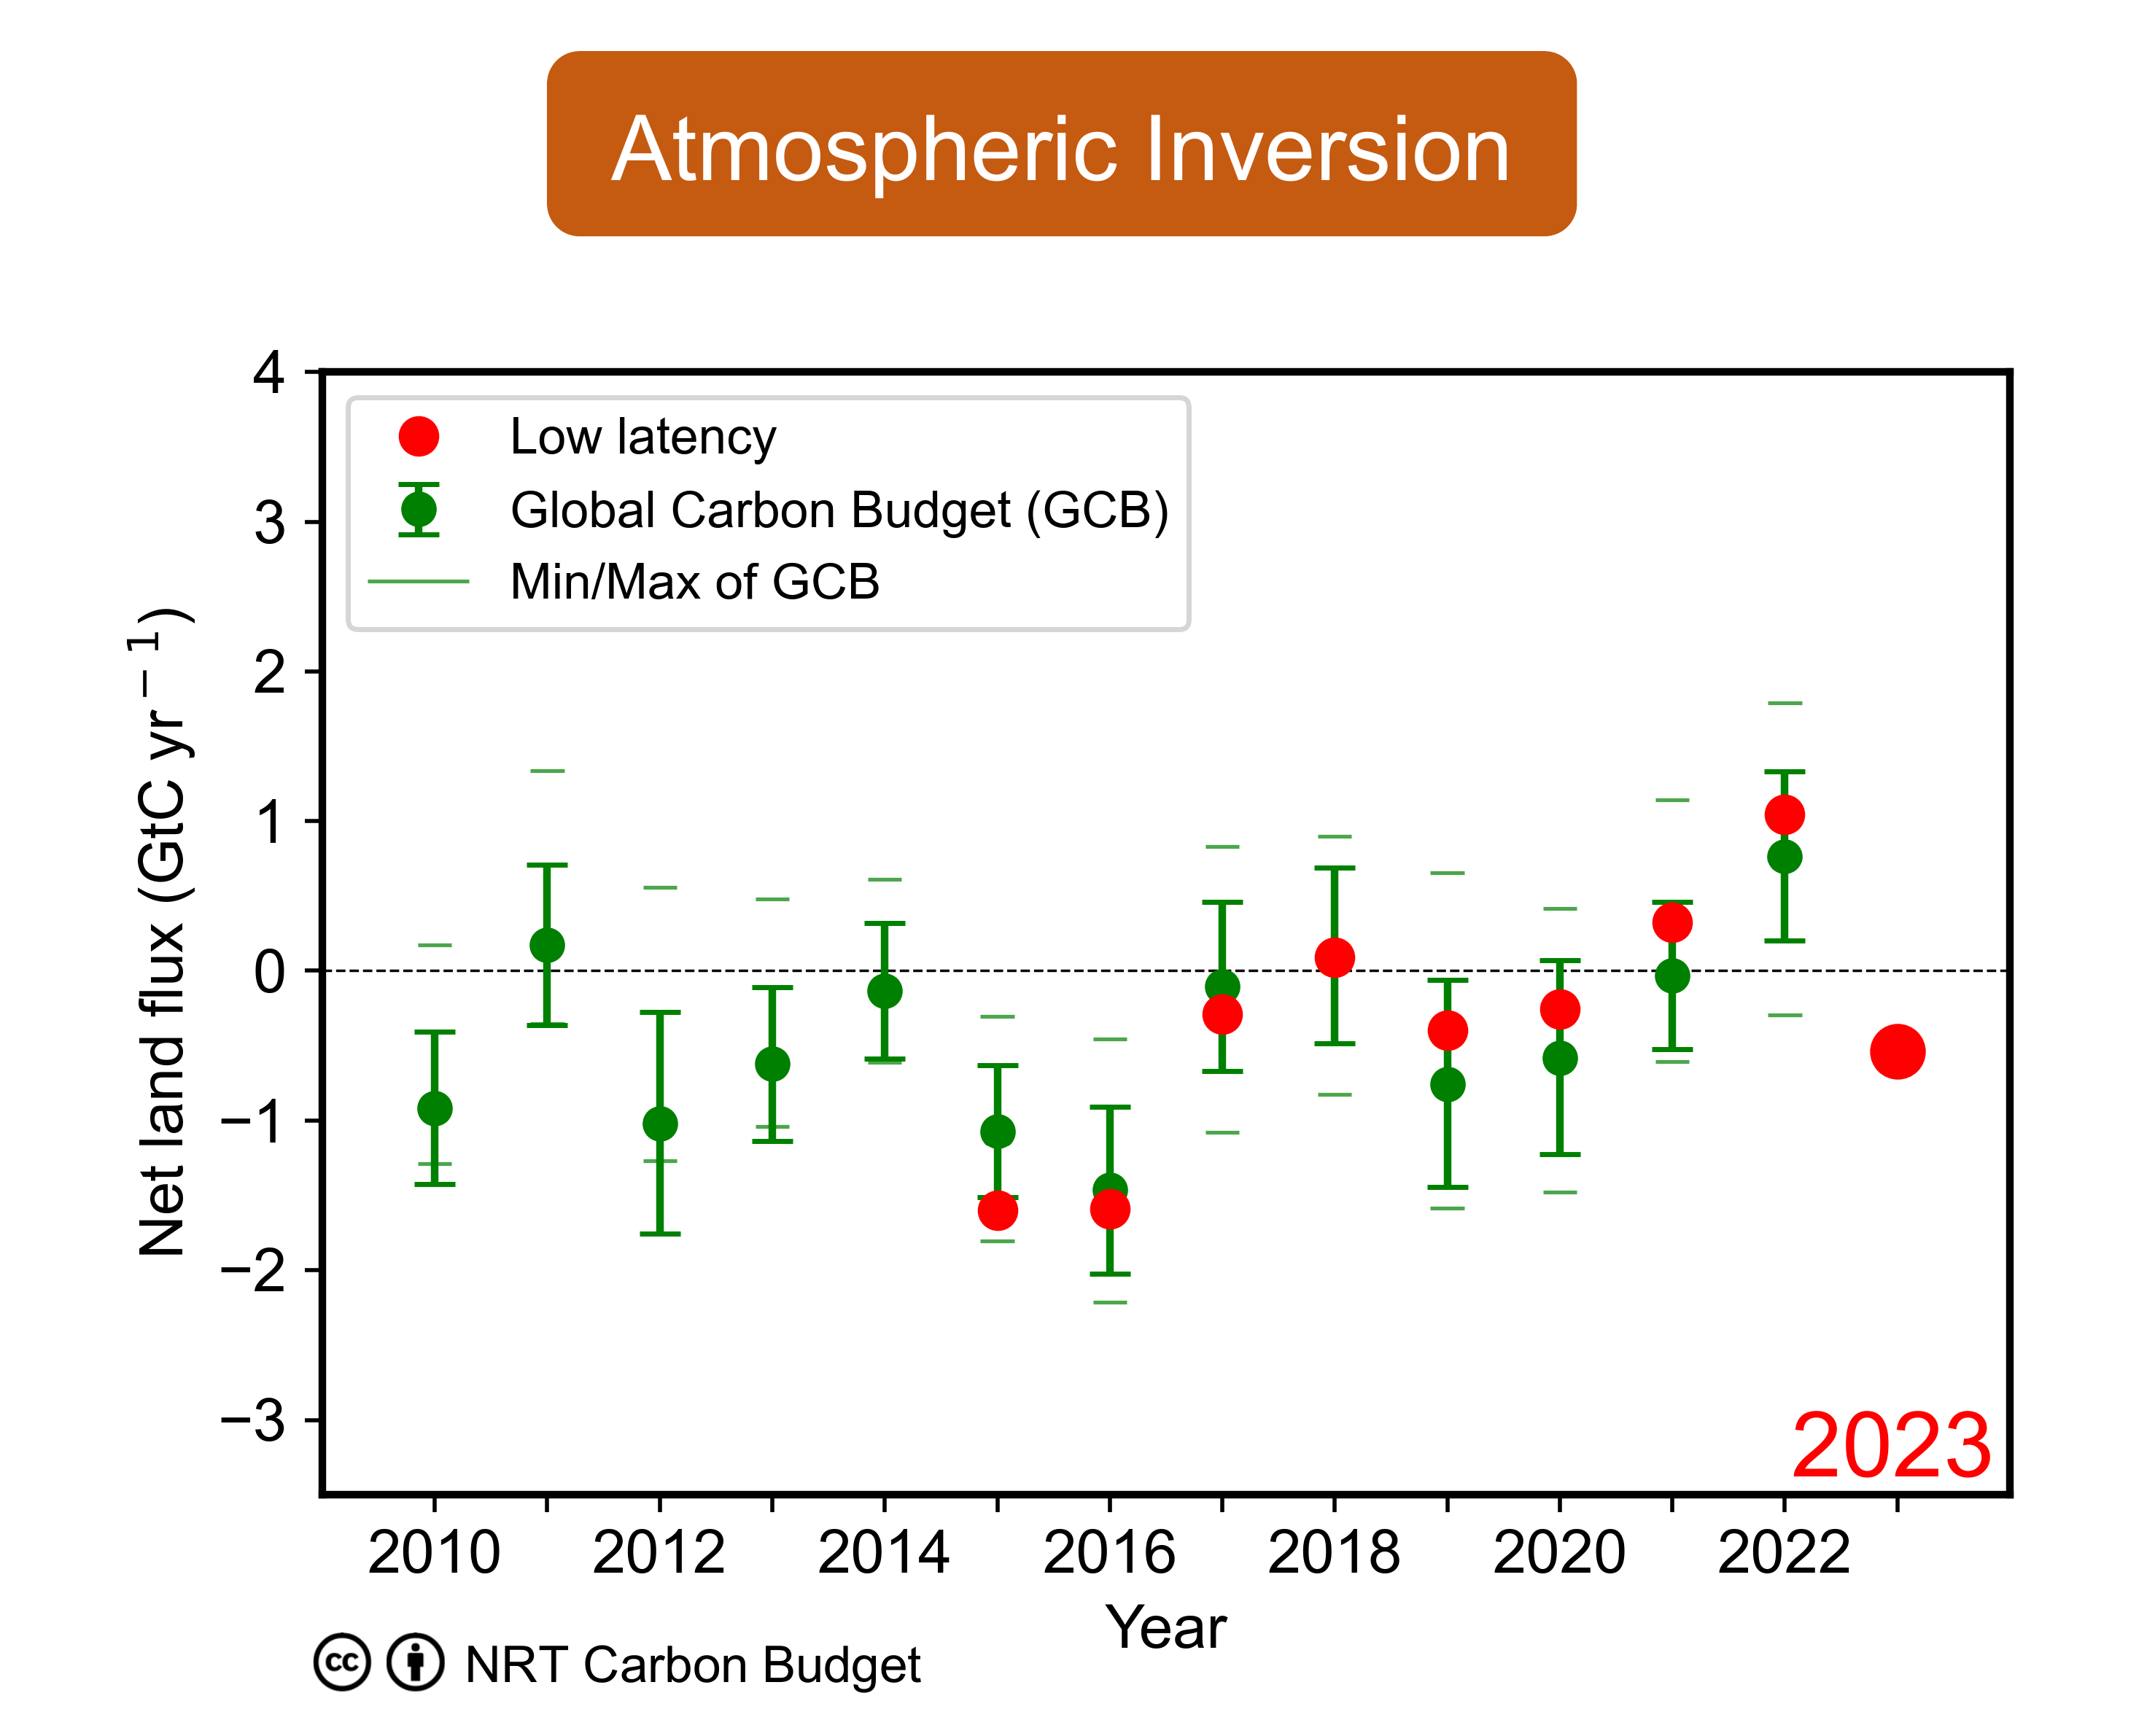 Atmospheric Inversion
Low latency
Global Carbon Budget (GCB)
Min/Max of GCB
4
3
2
1
0
−1
−2
−3
Net land flux (GtC yr⁻¹)
2023
2010 2012 2014 2016 2018 2020 2022
Year
cc NRT Carbon Budget